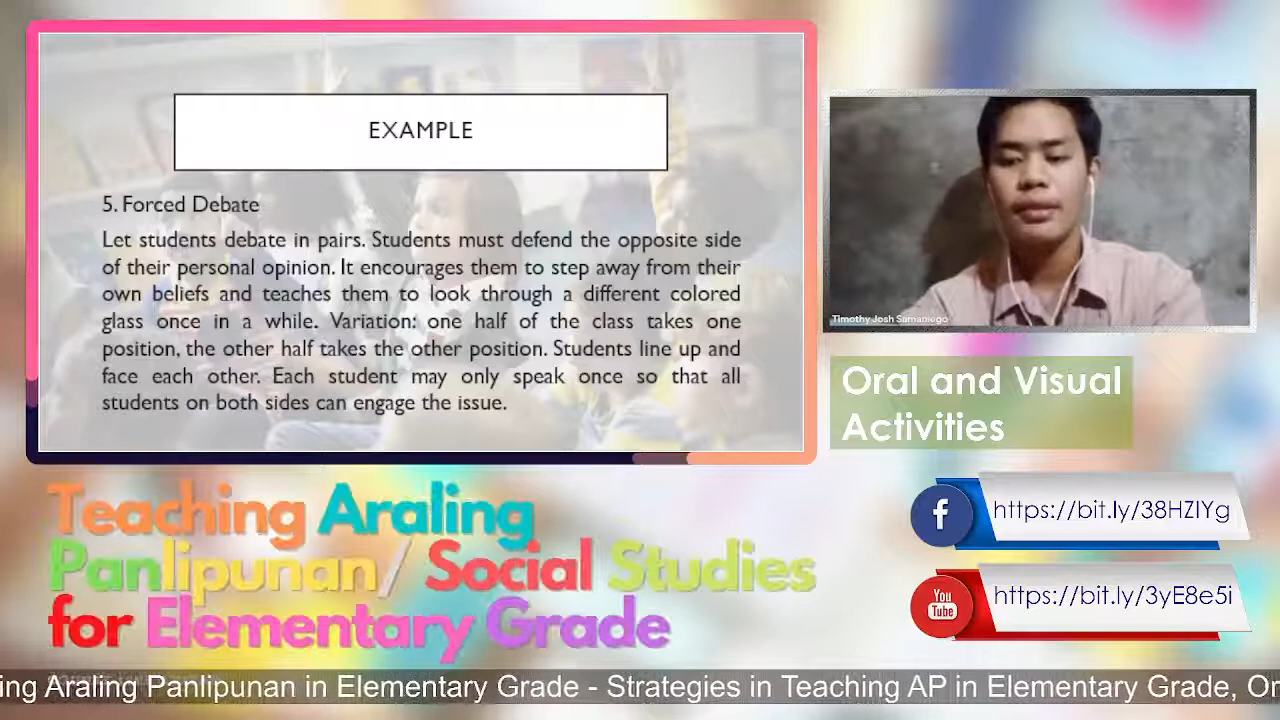 EXAMPLE
5. Forced Debate
Let students debate in pairs. Students must defend the opposite side
of their personal opinion. It encourages them to step away from their
own beliefs and teaches them to look through a different colored
glass once in a while. Variation: one half of the class takes one
position, the other half takes the other position. Students line up and
face each other. Each student may only speak once so that all
students on both sides can engage the issue.
Timothy Josh Samaniego
Oral and Visual
Activities
https://bit.ly/38HZIYg
You
Tube
https://bit.ly/3yE8e5i
Teaching Araling
Panlipunan/ Social Studies
for Elementary Grade
ing Araling Panlipunan in Elementary Grade - Strategies in Teaching AP in Elementary Grade, Or